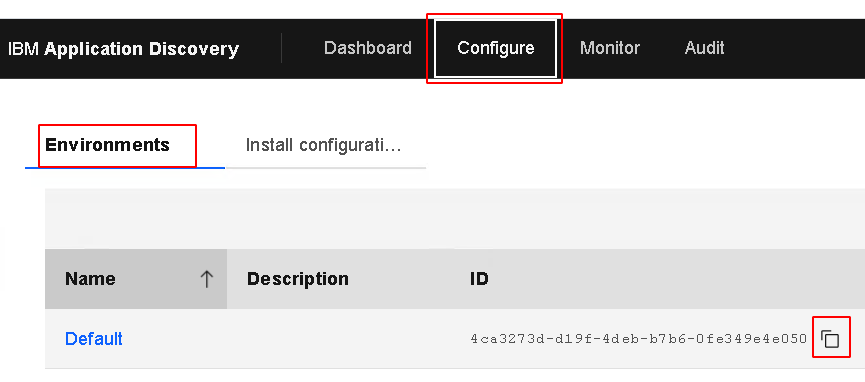 IBM Application Discovery Dashboard Configure Monitor Audit
Environments Install configurati...
Name Description ID
Default 4ca3273d-d19f-4deb-b7b6-0fe349e4e050